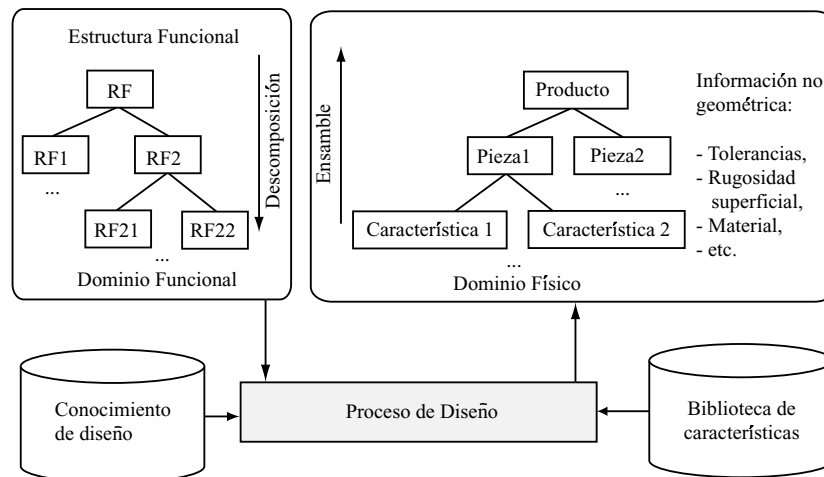 Estructura Funcional
RF
RF1
RF2
...
RF21
RF22
...
Dominio Funcional
Descomposición
Ensamble
Producto
Pieza1
Pieza2
...
Característica 1
Característica 2
...
Dominio Físico
Información no
geométrica:
- Tolerancias,
- Rugosidad
superficial,
- Material,
- etc.
Conocimiento
de diseño
Proceso de Diseño
Biblioteca de
características